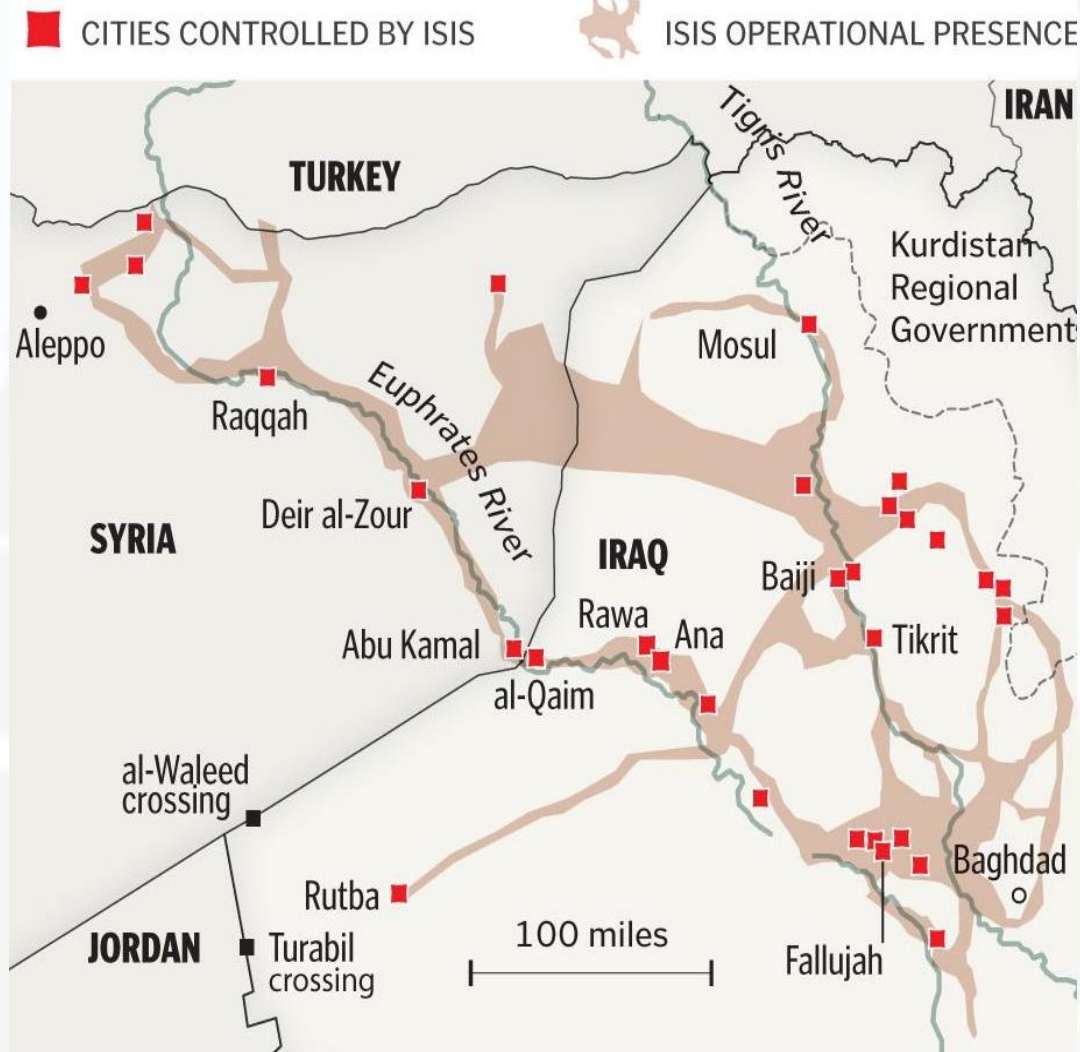 CITIES CONTROLLED BY ISIS
ISIS OPERATIONAL PRESENCE
IRAN
Tigris River
TURKEY
Kurdistan
Regional
Government
Aleppo
Mosul
Euphrates River
Raqqah
Deir al-Zour
SYRIA
IRAQ
Baiji
Rawa
Ana
Tikrit
Abu Kamal
al-Qaim
al-Waleed
crossing
Baghdad
Rutba
100 miles
JORDAN
Turabil
crossing
Fallujah